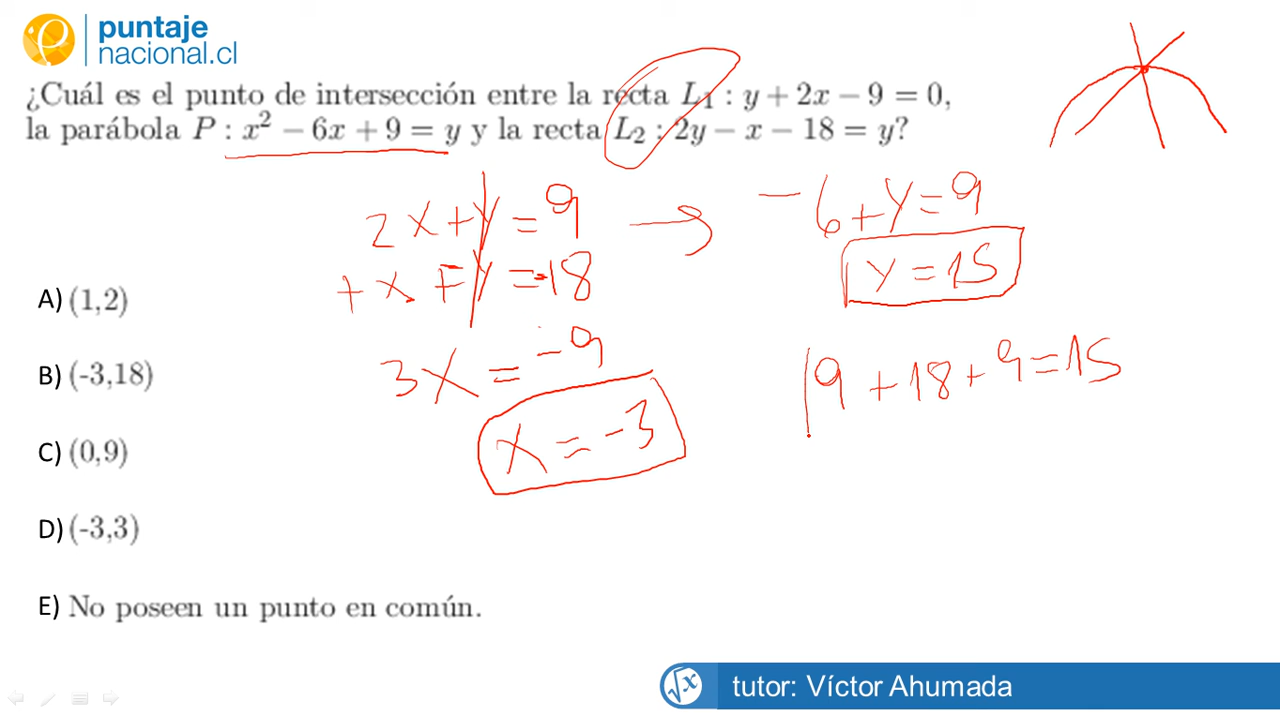 puntaje
nacional.cl
¿Cuál es el punto de intersección entre la recta L₁ : y + 2x − 9 = 0,
la parábola P : x² − 6x + 9 = y y la recta L₂ : 2y − x − 18 = y?
2x + y = 9 → -6 + y = 9
+ x - y = -18
y = 15
3x = -9
9 + 18 + 9 = 15
x = -3
A) (1,2)
B) (-3,18)
C) (0,9)
D) (-3,3)
E) No poseen un punto en común.
√x tutor: Víctor Ahumada